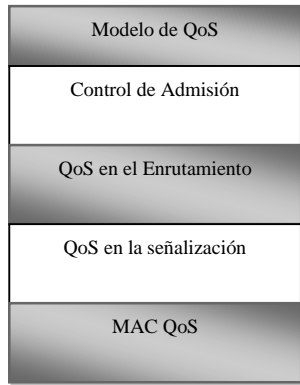 Modelo de QoS
Control de Admisión
QoS en el Enrutamiento
QoS en la señalización
MAC QoS